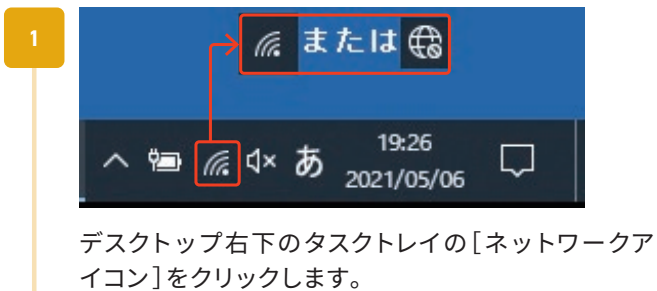 1
または
あ
19:26
2021/05/06
デスクトップ右下のタスクトレイの[ネットワークア
イコン]をクリックします。